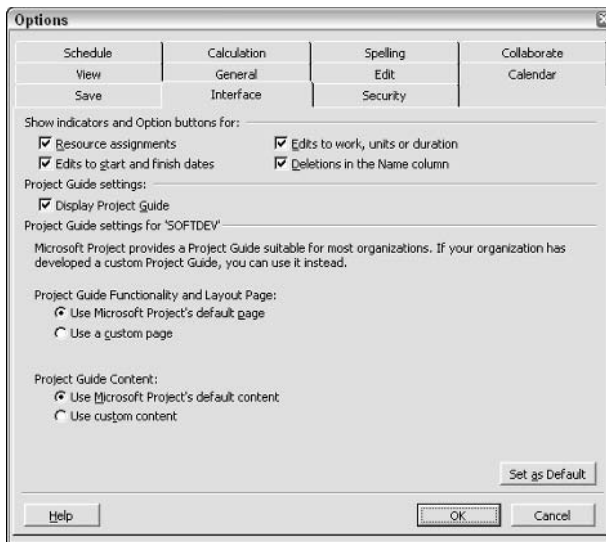 Options
Schedule Calculation Spelling Collaborate
View General Edit Calendar
Save Interface Security
Show indicators and Option buttons for:
Resource assignments Edits to work, units or duration
Edits to start and finish dates Deletions in the Name column
Project Guide settings:
Display Project Guide
Project Guide settings for 'SOFTDEV'
Microsoft Project provides a Project Guide suitable for most organizations. If your organization has
developed a custom Project Guide, you can use it instead.
Project Guide Functionality and Layout Page:
Use Microsoft Project's default page
Use a custom page
Project Guide Content:
Use Microsoft Project's default content
Use custom content
Set as Default
Help OK Cancel